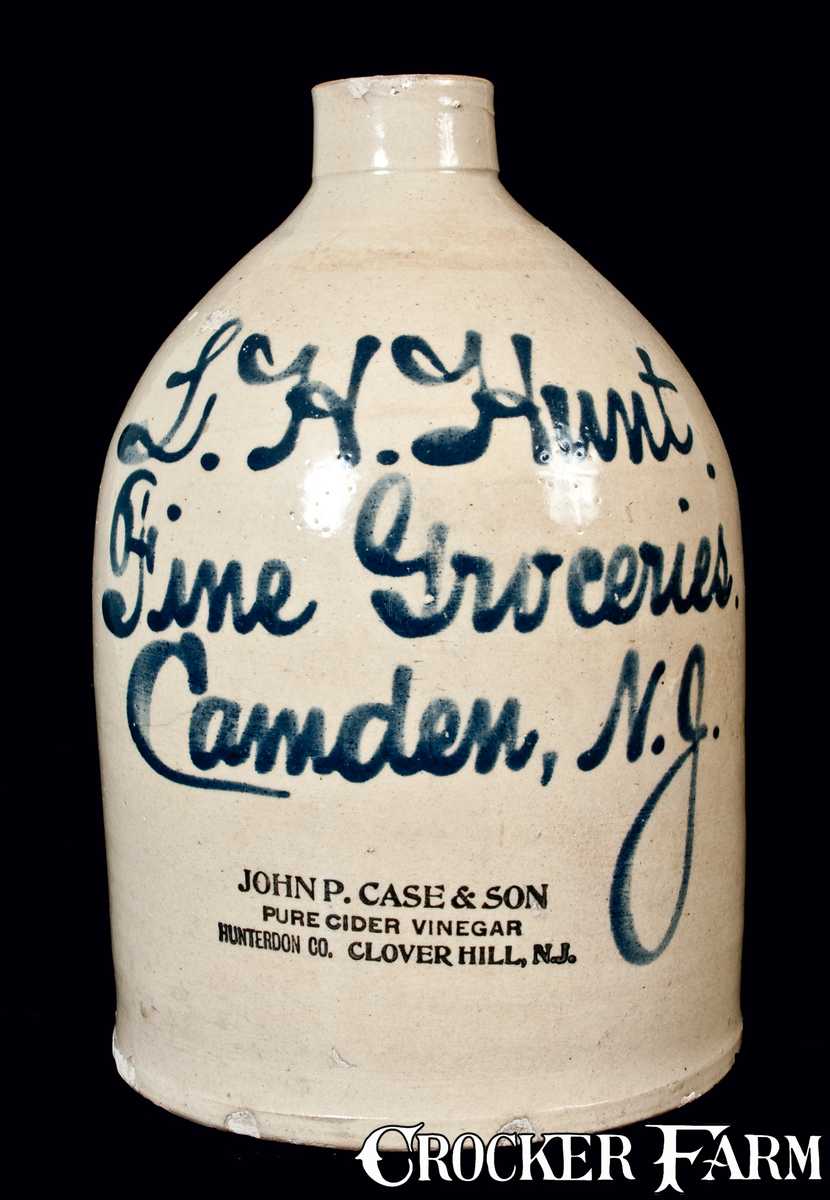 L. H. Hunt.
Fine Groceries.
Camden, N.J.
JOHN P. CASE & SON
PURE CIDER VINEGAR
HUNTERDON CO. CLOVER HILL, N.J.
CROCKER FARM